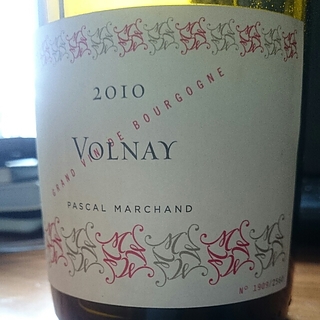 2010
GRAND VIN DE BOURGOGNE
VOLNAY
PASCAL MARCHAND